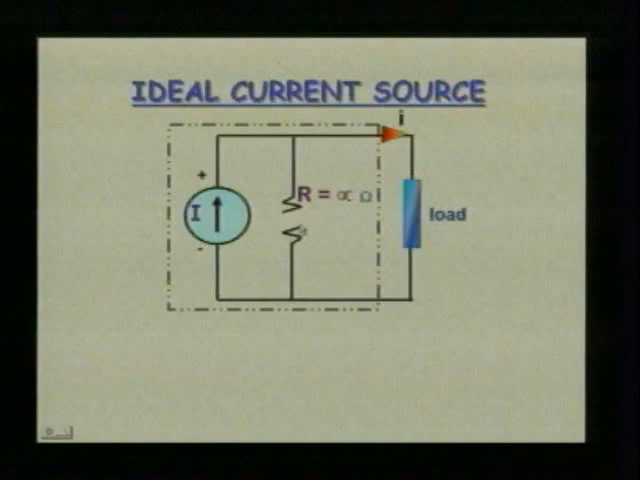 IDEAL CURRENT SOURCE
i
+
I
R = ∝ Ω
load
-